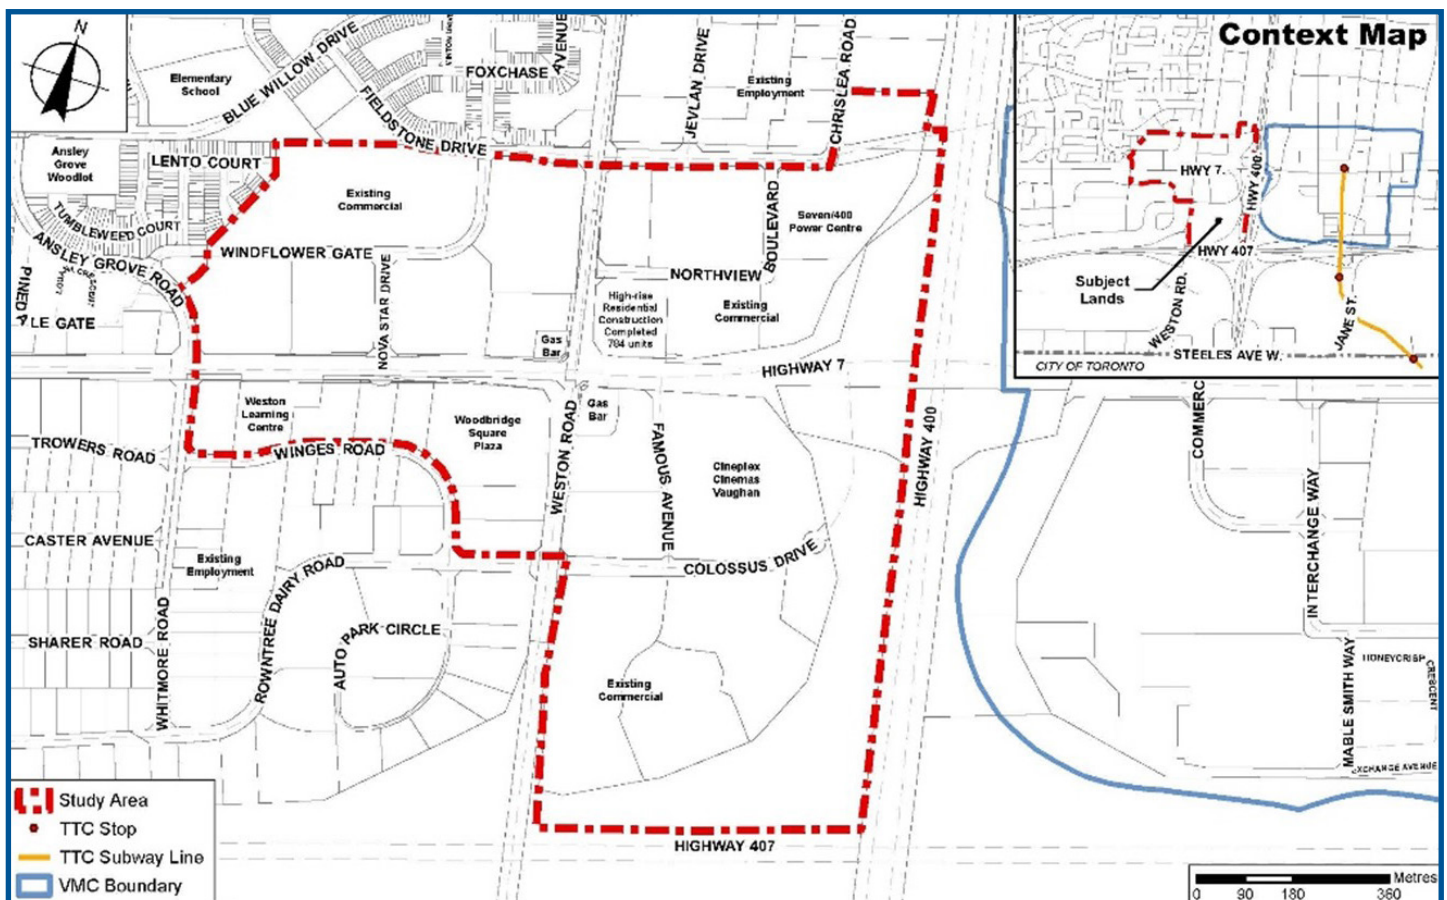 N
Elementary
School
BLUE WILLOW DRIVE
FIELDSTONE DRIVE
FOXCHASE
AVENUE
JEVLAN DRIVE
Existing
Employment
CHRISLEA ROAD
Context Map
HWY 7.
HWY 400.
HWY 407.
Subject
Lands
WESTON RD.
JANE ST.
STEELES AVE W.
CITY OF TORONTO
Ansley
Grove
Woodlot
LENTO COURT
TUMBLEWEED COURT
ANSLEY GROVE ROAD
Existing
Commercial
WINDFLOWER GATE
NOVA STAR DRIVE
BOULEVARD
NORTHVIEW
Seven/400
Power Centre
High-rise
Residential
Construction
Completed
784 units
Existing
Commercial
Gas
Bar
PINEDA
LE GATE
HIGHWAY 7
Weston
Learning
Centre
Woodbridge
Square
Plaza
Gas
Bar
WESTON ROAD
FAMOUS AVENUE
Cineplex
Cinemas
Vaughan
HIGHWAY 400
COMMERC
INTERCHANGE WAY
TROWERS ROAD
WINGES ROAD
CASTER AVENUE
Existing
Employment
ROWNTREE DAIRY ROAD
COLOSSUS DRIVE
SHARER ROAD
WHITMORE ROAD
AUTO PARK CIRCLE
Existing
Commercial
MABLE SMITH WAY
HONEYCRISP
CRESCENT
EXCHANGE AVENUE
HIGHWAY 407
Study Area
TTC Stop
TTC Subway Line
VMC Boundary
Metres
0 90 180 360